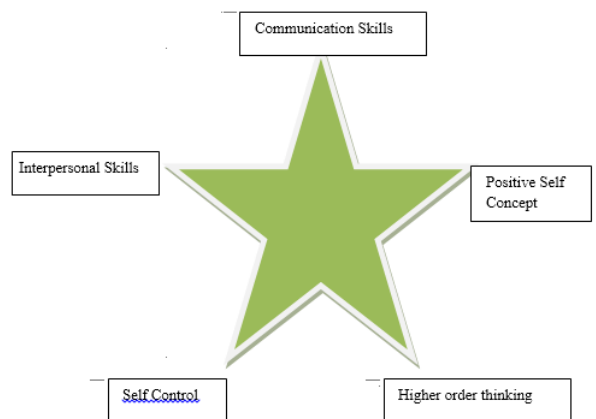 Communication Skills
Interpersonal Skills
Positive Self
Concept
Self Control
Higher order thinking